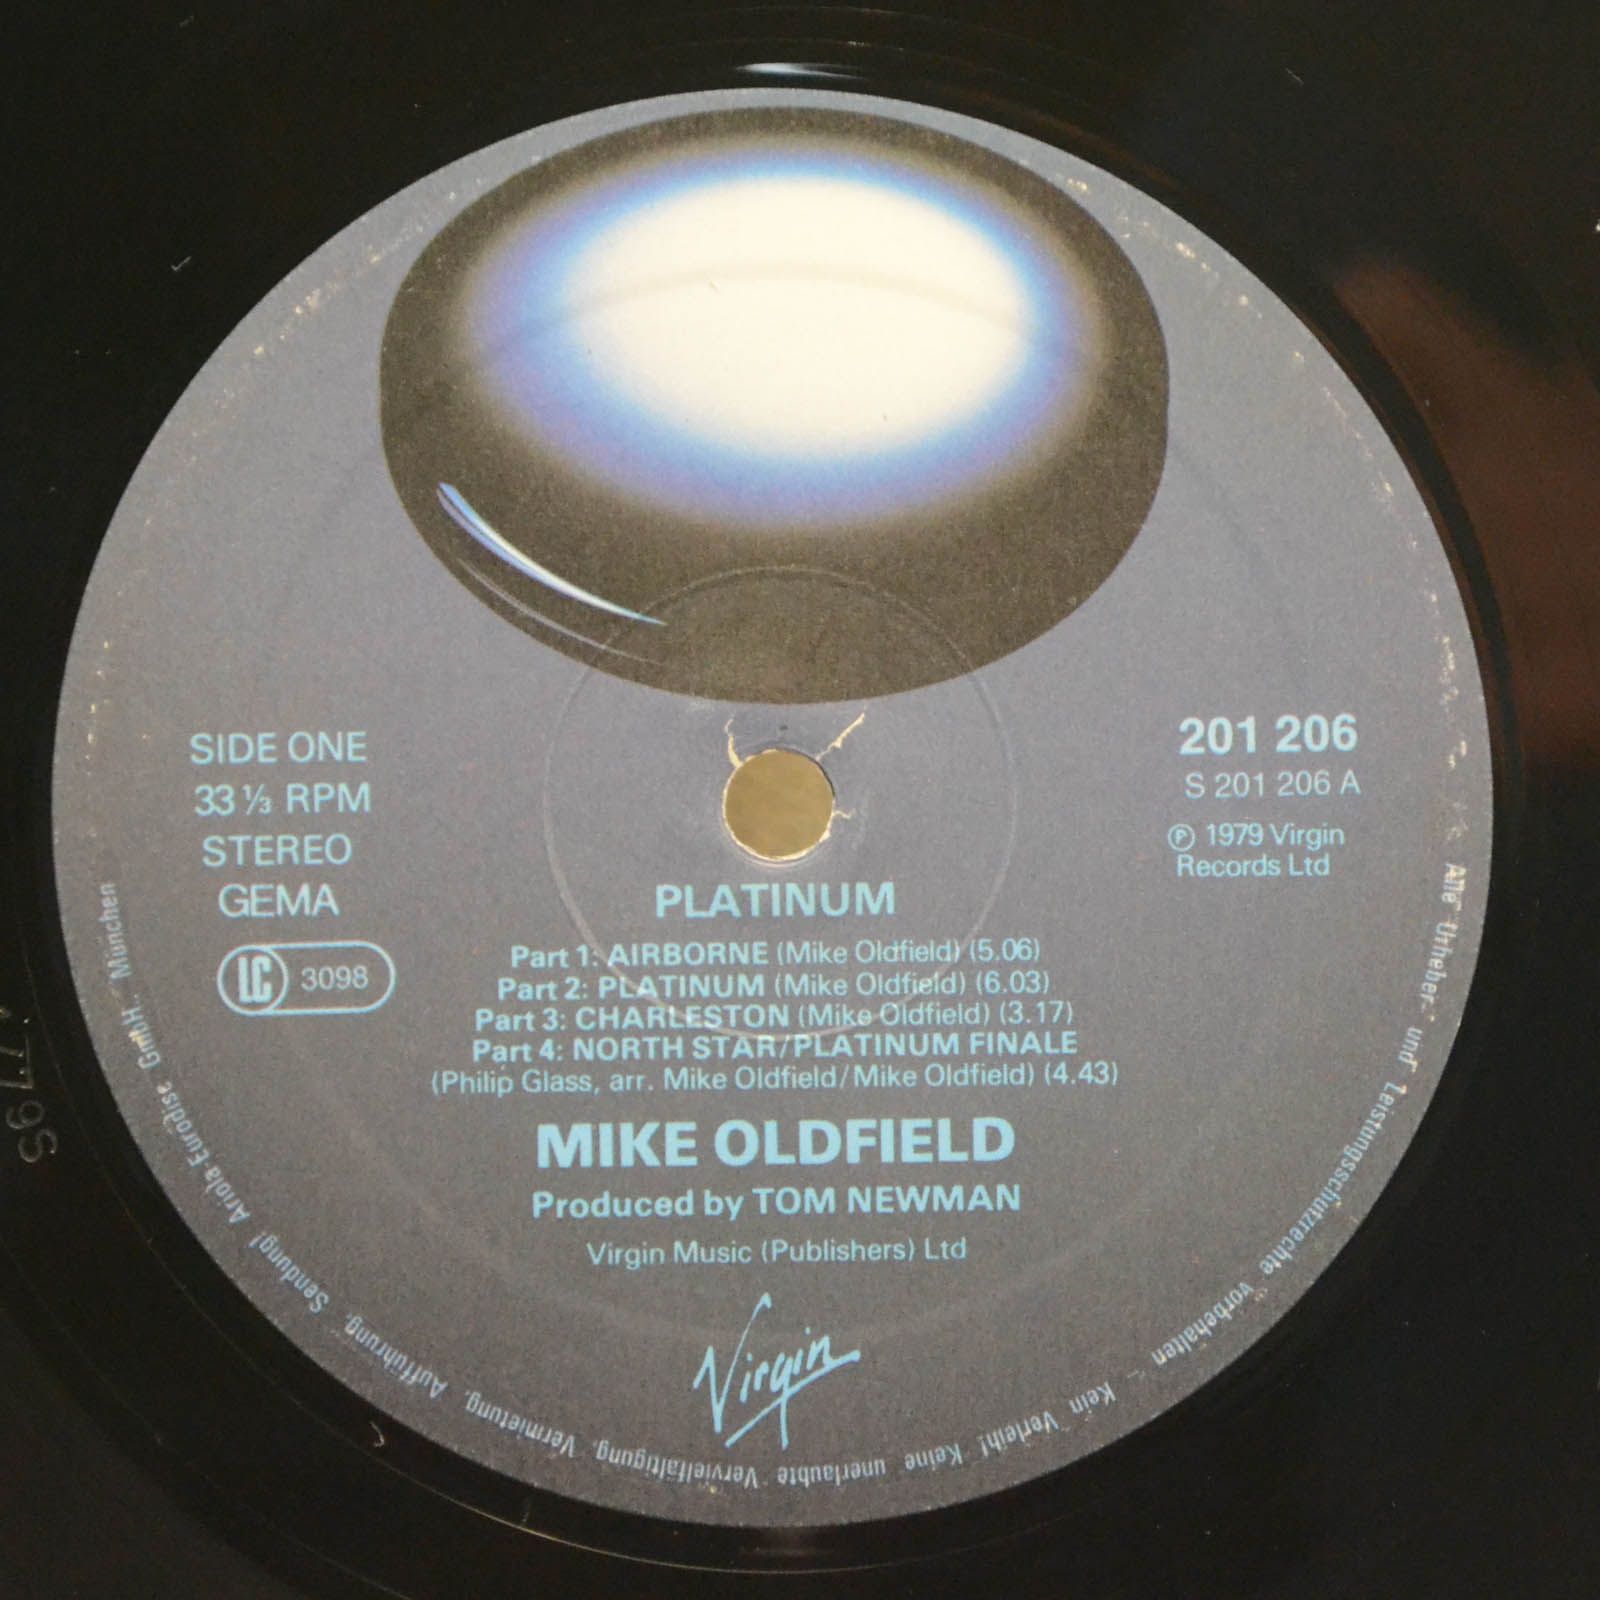 SIDE ONE
33 ⅓ RPM
STEREO
GEMA
LC 3098
201 206
S 201 206 A
Ⓟ 1979 Virgin
Records Ltd
PLATINUM
Part 1: AIRBORNE (Mike Oldfield) (5.06)
Part 2: PLATINUM (Mike Oldfield) (6.03)
Part 3: CHARLESTON (Mike Oldfield) (3.17)
Part 4: NORTH STAR/PLATINUM FINALE
(Philip Glass, arr. Mike Oldfield/Mike Oldfield) (4.43)
MIKE OLDFIELD
Produced by TOM NEWMAN
Virgin Music (Publishers) Ltd
Virgin
Alle Urheber- und Leistungsschutzrechte vorbehalten – Kein Verleih! Keine unerlaubte Vervielfältigung, Vermietung, Aufführung, Sendung! Ariola-Eurodisc GmbH., München